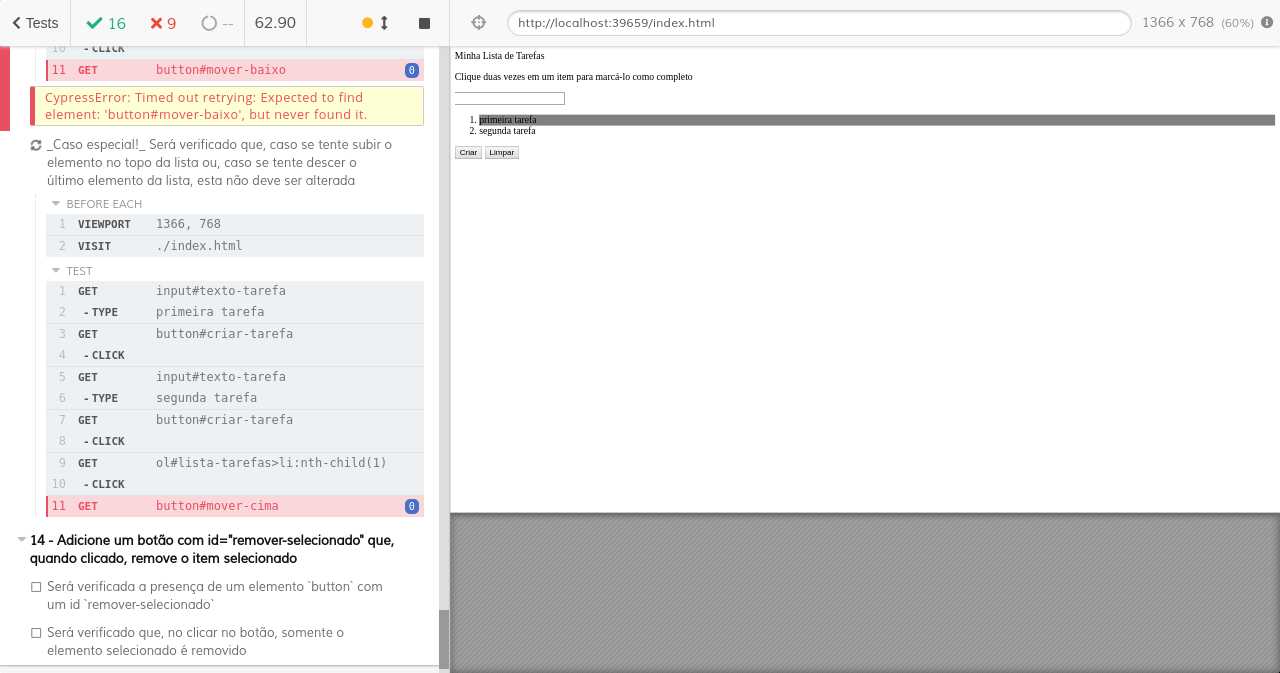 Tests
16
9
--
62.90
http://localhost:39659/index.html
1366 x 768 (60%)
10 -CLICK
11 GET button#mover-baixo 0
CypressError: Timed out retrying: Expected to find
element: 'button#mover-baixo', but never found it.
_Caso especial!_ Será verificado que, caso se tente subir o
elemento no topo da lista ou, caso se tente descer o
último elemento da lista, esta não deve ser alterada
BEFORE EACH
1 VIEWPORT 1366, 768
2 VISIT ./index.html
TEST
1 GET input#texto-tarefa
2 -TYPE primeira tarefa
3 GET button#criar-tarefa
4 -CLICK
5 GET input#texto-tarefa
6 -TYPE segunda tarefa
7 GET button#criar-tarefa
8 -CLICK
9 GET ol#lista-tarefas>li:nth-child(1)
10 -CLICK
11 GET button#mover-cima 0
14 - Adicione um botão com id="remover-selecionado" que,
quando clicado, remove o item selecionado
Será verificada a presença de um elemento `button` com
um id `remover-selecionado`
Será verificado que, no clicar no botão, somente o
elemento selecionado é removido
Minha Lista de Tarefas
Clique duas vezes em um item para marcá-lo como completo
1. primeira tarefa
2. segunda tarefa
Criar Limpar